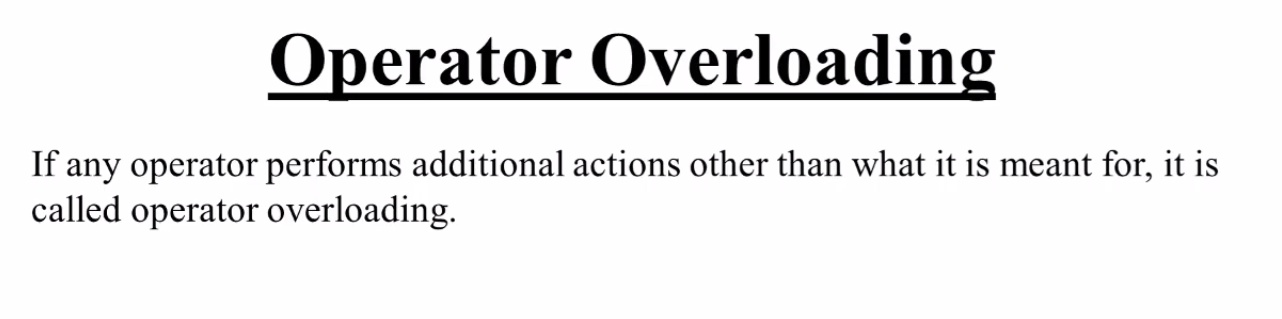 Operator Overloading
If any operator performs additional actions other than what it is meant for, it is
called operator overloading.